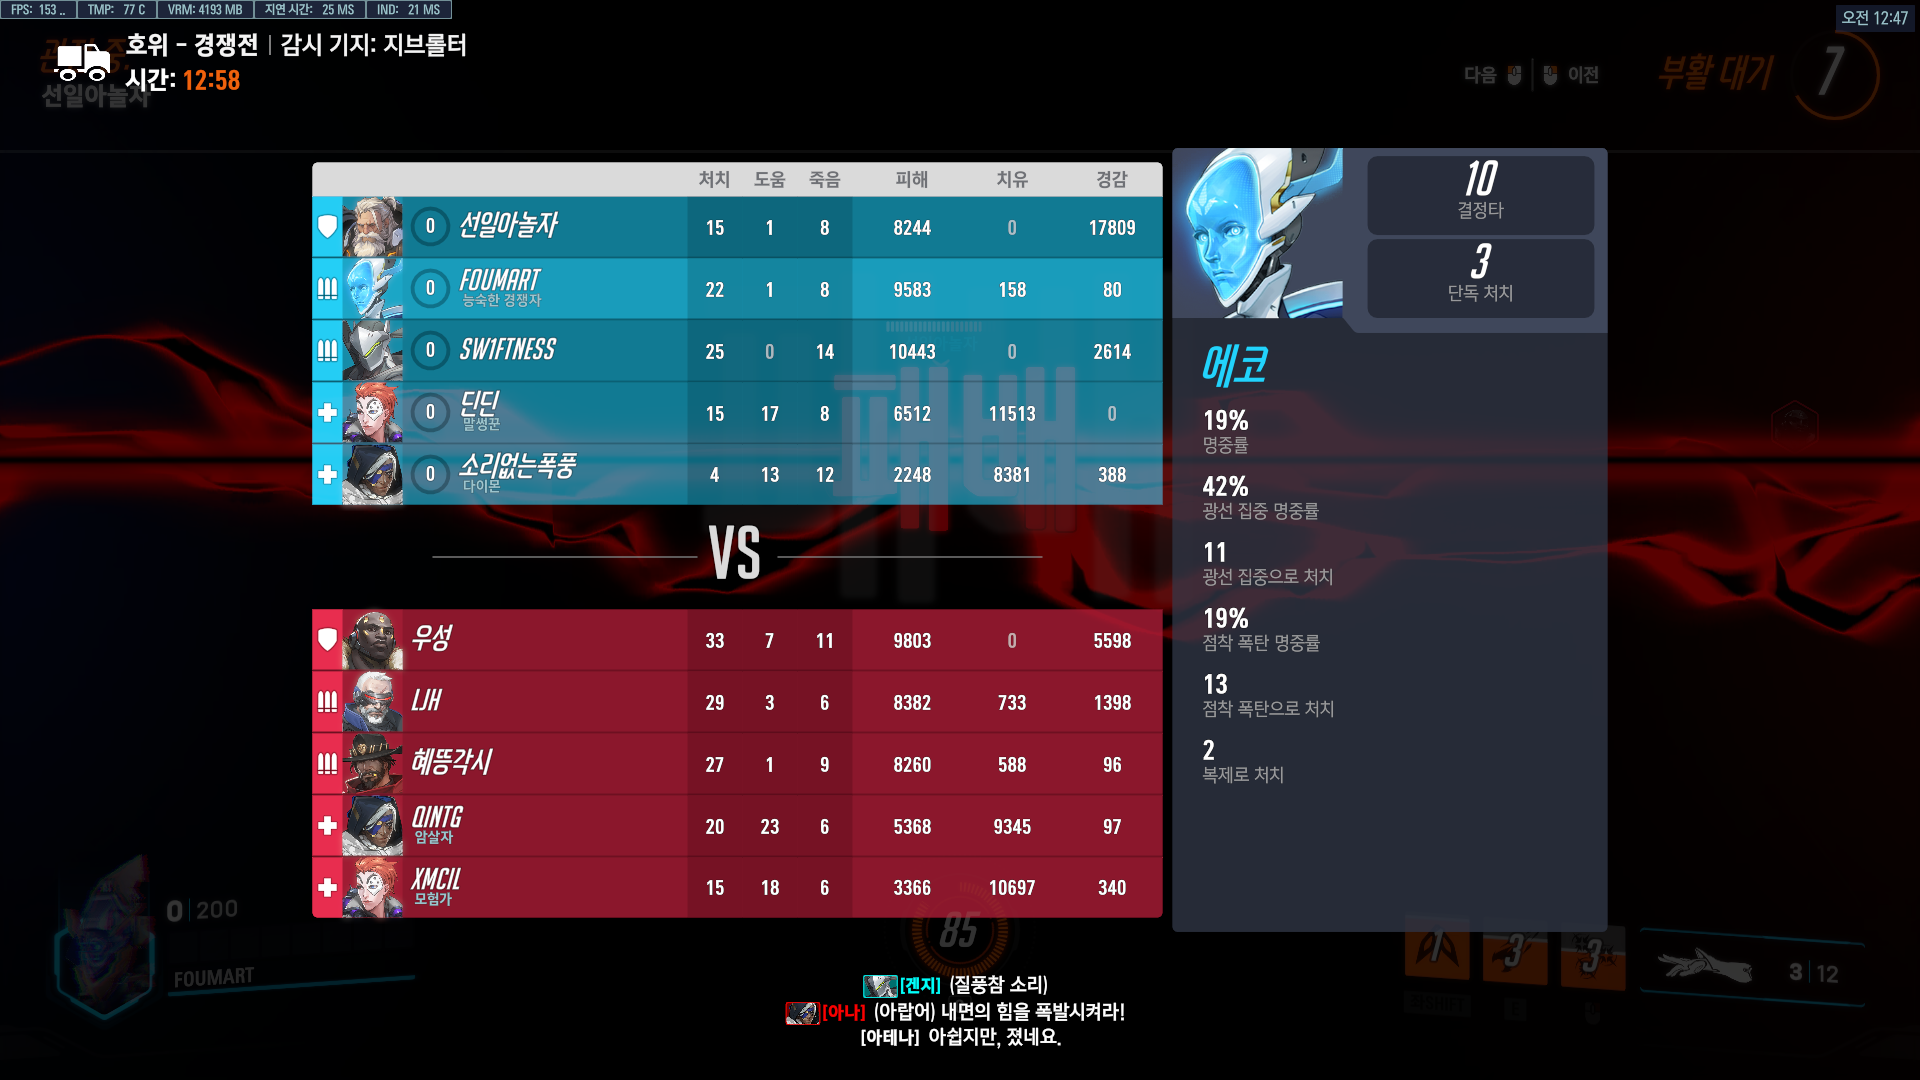 FPS: 153 .. TMP: 77 C VRM: 4193 MB 지연 시간: 25 MS IND: 21 MS
오전 12:47
호위 - 경쟁전 | 감시 기지: 지브롤터
시간: 12:58
관전 중:
선일아놀자
다음 이전
부활 대기 7
처치 도움 죽음 피해 치유 경감
0 선일아놀자 15 1 8 8244 0 17809
0 FOUMART 22 1 8 9583 158 80
능숙한 경쟁자
0 SW1FTNESS 25 0 14 10443 0 2614
0 딘딘 15 17 8 6512 11513 0
말썽꾼
0 소리없는폭풍 4 13 12 2248 8381 388
다이몬
패배
VS
우성 33 7 11 9803 0 5598
LJH 29 3 6 8382 733 1398
혜뜽각시 27 1 9 8260 588 96
QINTG 20 23 6 5368 9345 97
암살자
XMCIL 15 18 6 3366 10697 340
모험가
10
결정타
3
단독 처치
에코
19%
명중률
42%
광선 집중 명중률
11
광선 집중으로 처치
19%
점착 폭탄 명중률
13
점착 폭탄으로 처치
2
복제로 처치
0 | 200
FOUMART
85
1 3 3
SHIFT E
3 | 12
[겐지] (질풍참 소리)
[아나] (아랍어) 내면의 힘을 폭발시켜라!
[아테나] 아쉽지만, 졌네요.